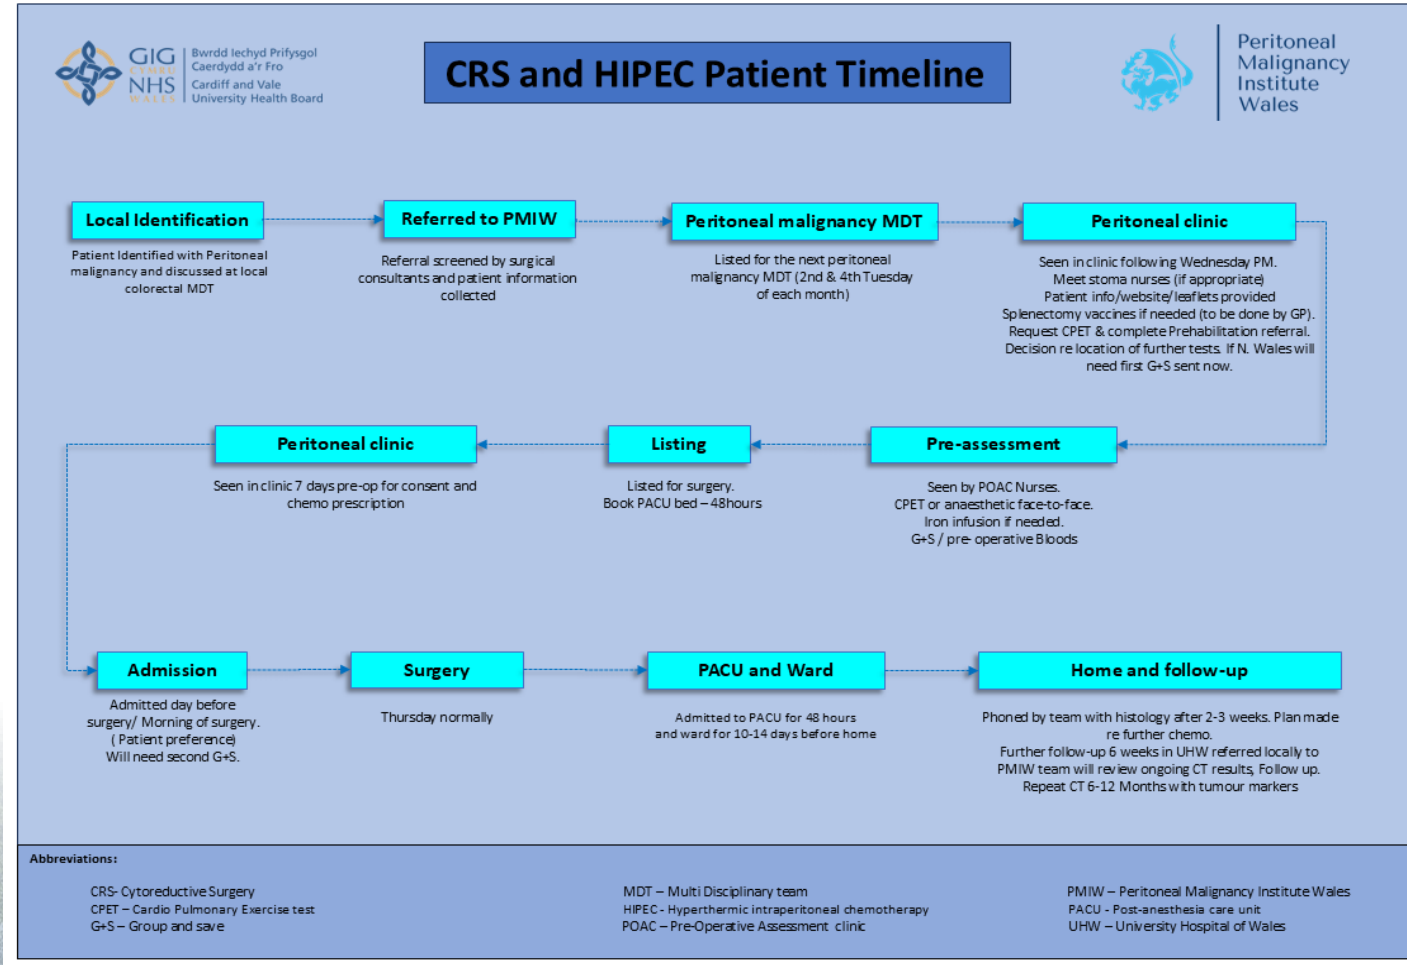 GIG
CYMRU
NHS
WALES
Bwrdd Iechyd Prifysgol
Caerdydd a'r Fro
Cardiff and Vale
University Health Board
CRS and HIPEC Patient Timeline
Peritoneal
Malignancy
Institute
Wales
Local Identification
Patient Identified with Peritoneal
malignancy and discussed at local
colorectal MDT
Referred to PMIW
Referral screened by surgical
consultants and patient information
collected
Peritoneal malignancy MDT
Listed for the next peritoneal
malignancy MDT (2nd & 4th Tuesday
of each month)
Peritoneal clinic
Seen in clinic following Wednesday PM.
Meet stoma nurses (if appropriate)
Patient info/website/leaflets provided
Splenectomy vaccines if needed (to be done by GP).
Request CPET & complete Prehabilitation referral.
Decision re location of further tests. If N. Wales will
need first G+S sent now.
Pre-assessment
Seen by POAC Nurses.
CPET or anaesthetic face-to-face.
Iron infusion if needed.
G+S / pre- operative Bloods
Listing
Listed for surgery.
Book PACU bed – 48hours
Peritoneal clinic
Seen in clinic 7 days pre-op for consent and
chemo prescription
Admission
Admitted day before
surgery/ Morning of surgery.
( Patient preference)
Will need second G+S.
Surgery
Thursday normally
PACU and Ward
Admitted to PACU for 48 hours
and ward for 10-14 days before home
Home and follow-up
Phoned by team with histology after 2-3 weeks. Plan made
re further chemo.
Further follow-up 6 weeks in UHW referred locally to
PMIW team will review ongoing CT results, Follow up.
Repeat CT 6-12 Months with tumour markers
Abbreviations:
CRS- Cytoreductive Surgery
CPET – Cardio Pulmonary Exercise test
G+S – Group and save
MDT – Multi Disciplinary team
HIPEC - Hyperthermic intraperitoneal chemotherapy
POAC – Pre-Operative Assessment clinic
PMIW – Peritoneal Malignancy Institute Wales
PACU - Post-anesthesia care unit
UHW – University Hospital of Wales